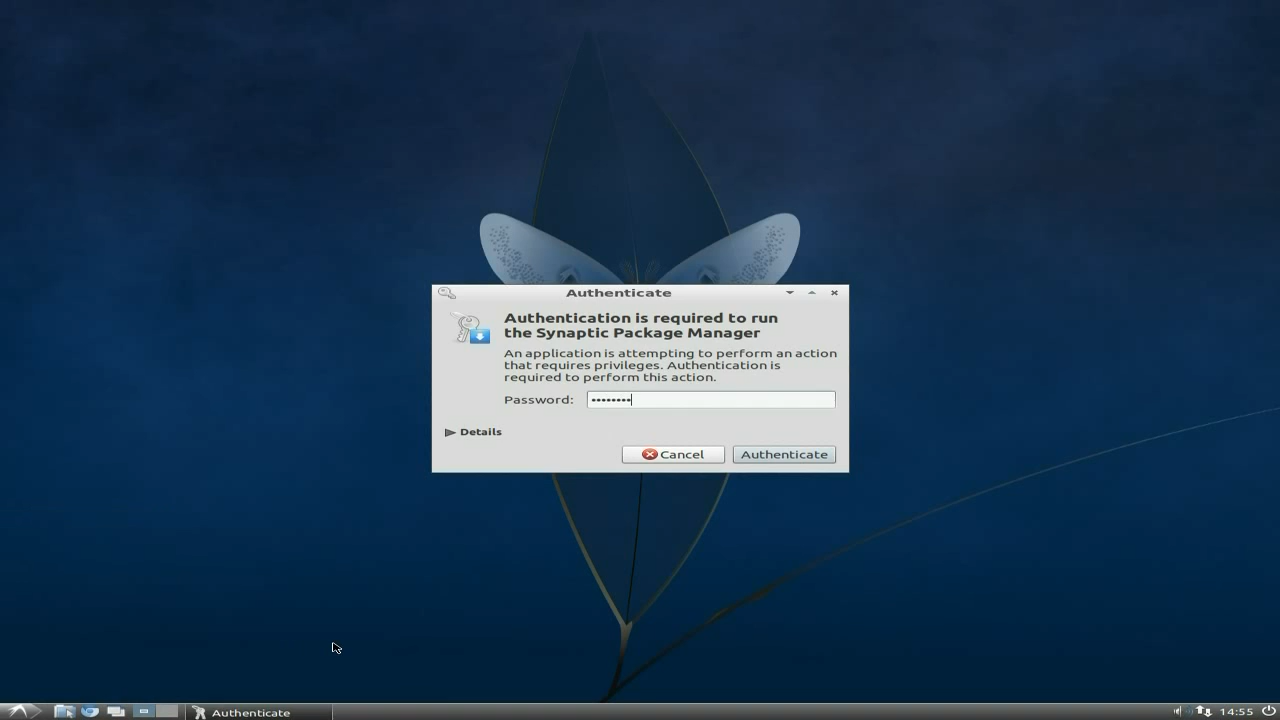 Authenticate
Authentication is required to run
the Synaptic Package Manager
An application is attempting to perform an action
that requires privileges. Authentication is
required to perform this action.
Password: ••••••••
Details
Cancel
Authenticate
Authenticate
14:55